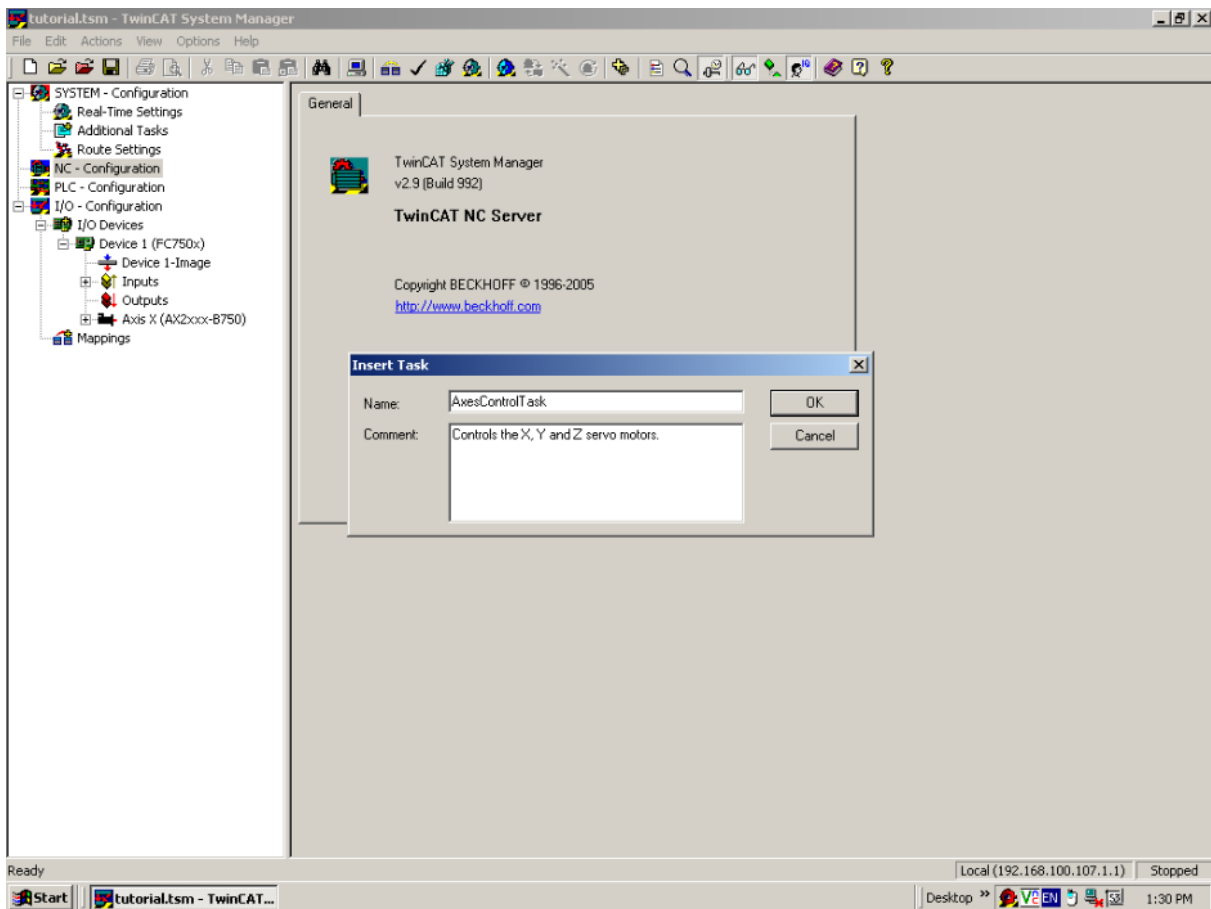 tutorial.tsm - TwinCAT System Manager
File Edit Actions View Options Help
SYSTEM - Configuration
Real-Time Settings
Additional Tasks
Route Settings
NC - Configuration
PLC - Configuration
I/O - Configuration
I/O Devices
Device 1 (FC750x)
Device 1-Image
Inputs
Outputs
Axis X (AX2xxx-B750)
Mappings
General
TwinCAT System Manager
v2.9 (Build 992)
TwinCAT NC Server
Copyright BECKHOFF © 1996-2005
http://www.beckhoff.com
Insert Task
Name: AxesControlTask
OK
Comment: Controls the X, Y and Z servo motors.
Cancel
Ready
Local (192.168.100.107.1.1) Stopped
Start tutorial.tsm - TwinCAT... Desktop » EN 1:30 PM